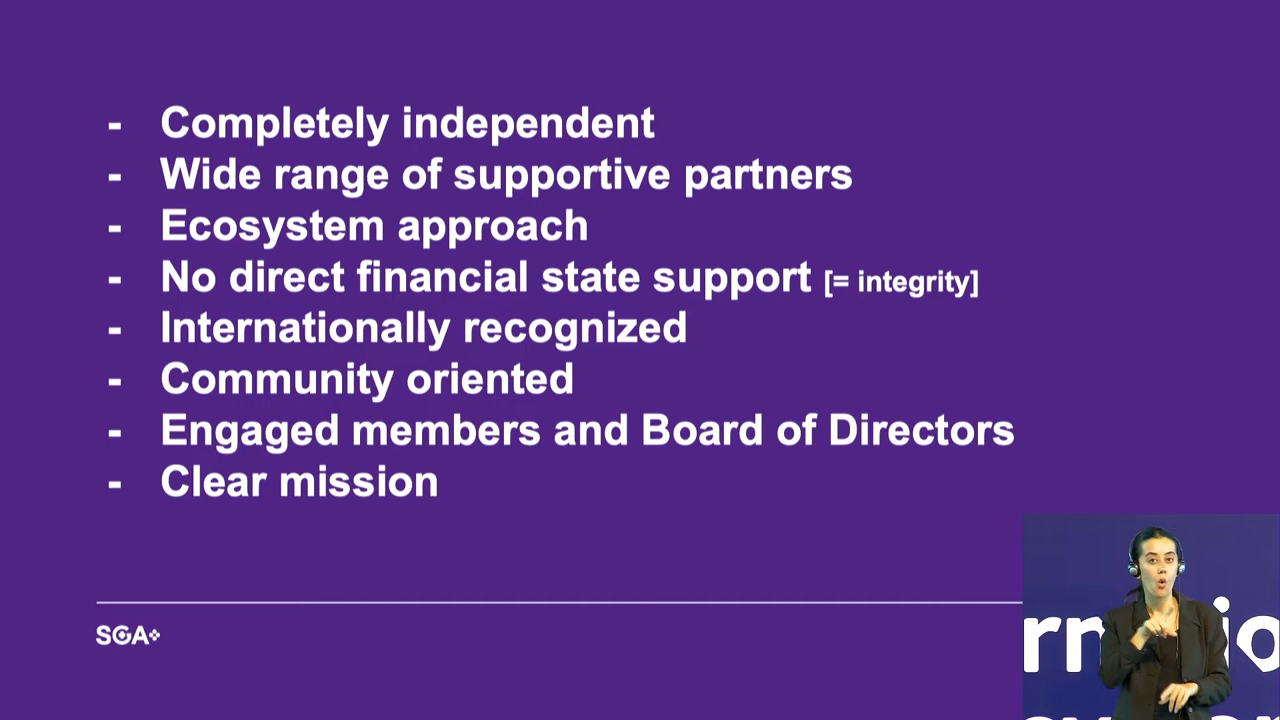 - Completely independent
- Wide range of supportive partners
- Ecosystem approach
- No direct financial state support [= integrity]
- Internationally recognized
- Community oriented
- Engaged members and Board of Directors
- Clear mission
SGA+